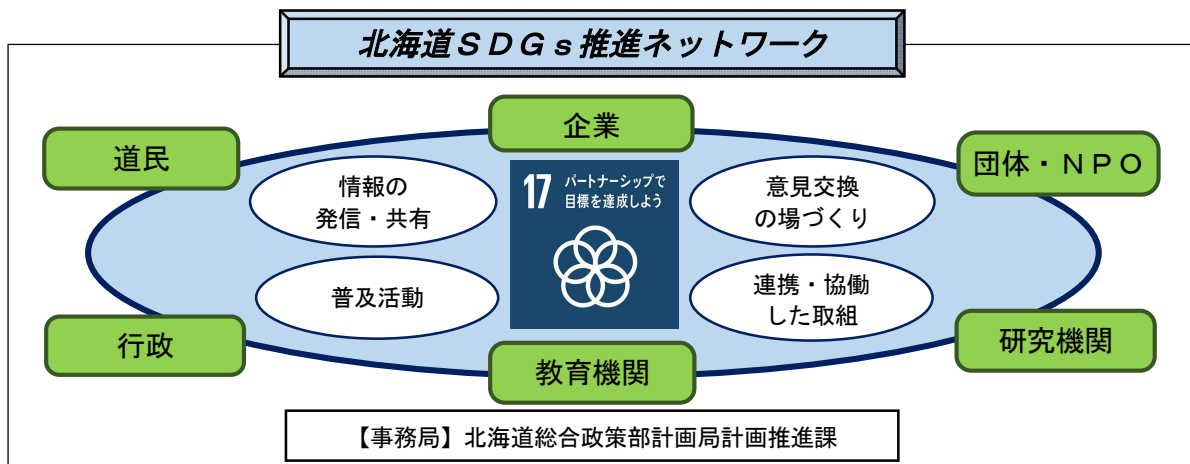 北海道ＳＤＧｓ推進ネットワーク
企業
道民
団体・ＮＰＯ
情報の
発信・共有
17 パートナーシップで
目標を達成しよう
意見交換
の場づくり
普及活動
連携・協働
した取組
行政
教育機関
研究機関
【事務局】北海道総合政策部計画局計画推進課